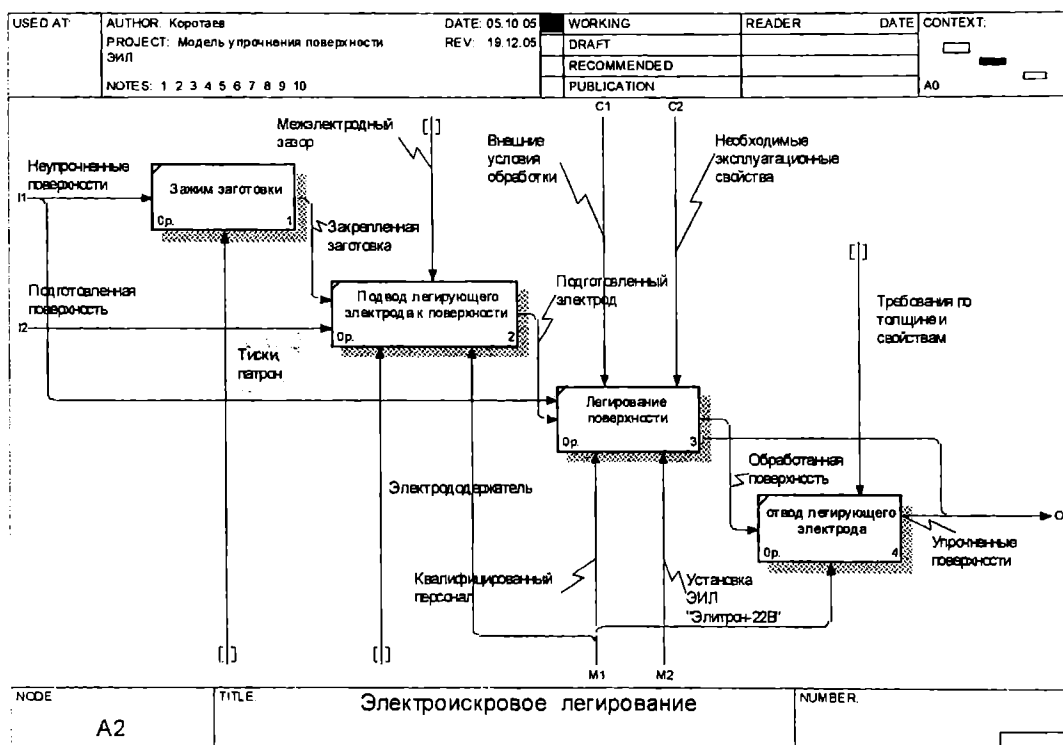 USED AT:
AUTHOR: Коротаев
DATE: 05.10.05
WORKING
READER
DATE
CONTEXT:
PROJECT: Модель упрочнения поверхности
REV: 19.12.05
DRAFT
ЭИЛ
RECOMMENDED
NOTES: 1 2 3 4 5 6 7 8 9 10
PUBLICATION
A0
C1
C2
Межэлектродный
зазор
Внешние
условия
обработки
Необходимые
эксплуатационные
свойства
Неупрочненные
поверхности
I1
Зажим заготовки
0р.
1
Закрепленная
заготовка
Подготовленная
поверхность
I2
Подвод легирующего
электрода к поверхности
0р.
2
Подготовленный
электрод
Требования по
толщине и
свойствам
Тиски,
патрон
Легирование
поверхности
0р.
3
Обработанная
поверхность
Электрододержатель
отвод легирующего
электрода
0р.
4
Упрочненные
поверхности
Квалифицированный
персонал
Установка
ЭИЛ
"Элитрон-22В"
M1
M2
NODE
TITLE:
Электроискровое легирование
NUMBER:
A2